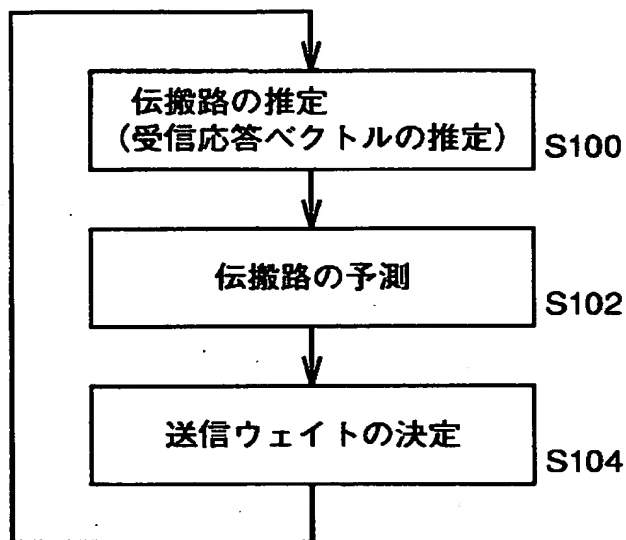 伝搬路の推定
（受信応答ベクトルの推定）
S100
伝搬路の予測
S102
送信ウェイトの決定
S104